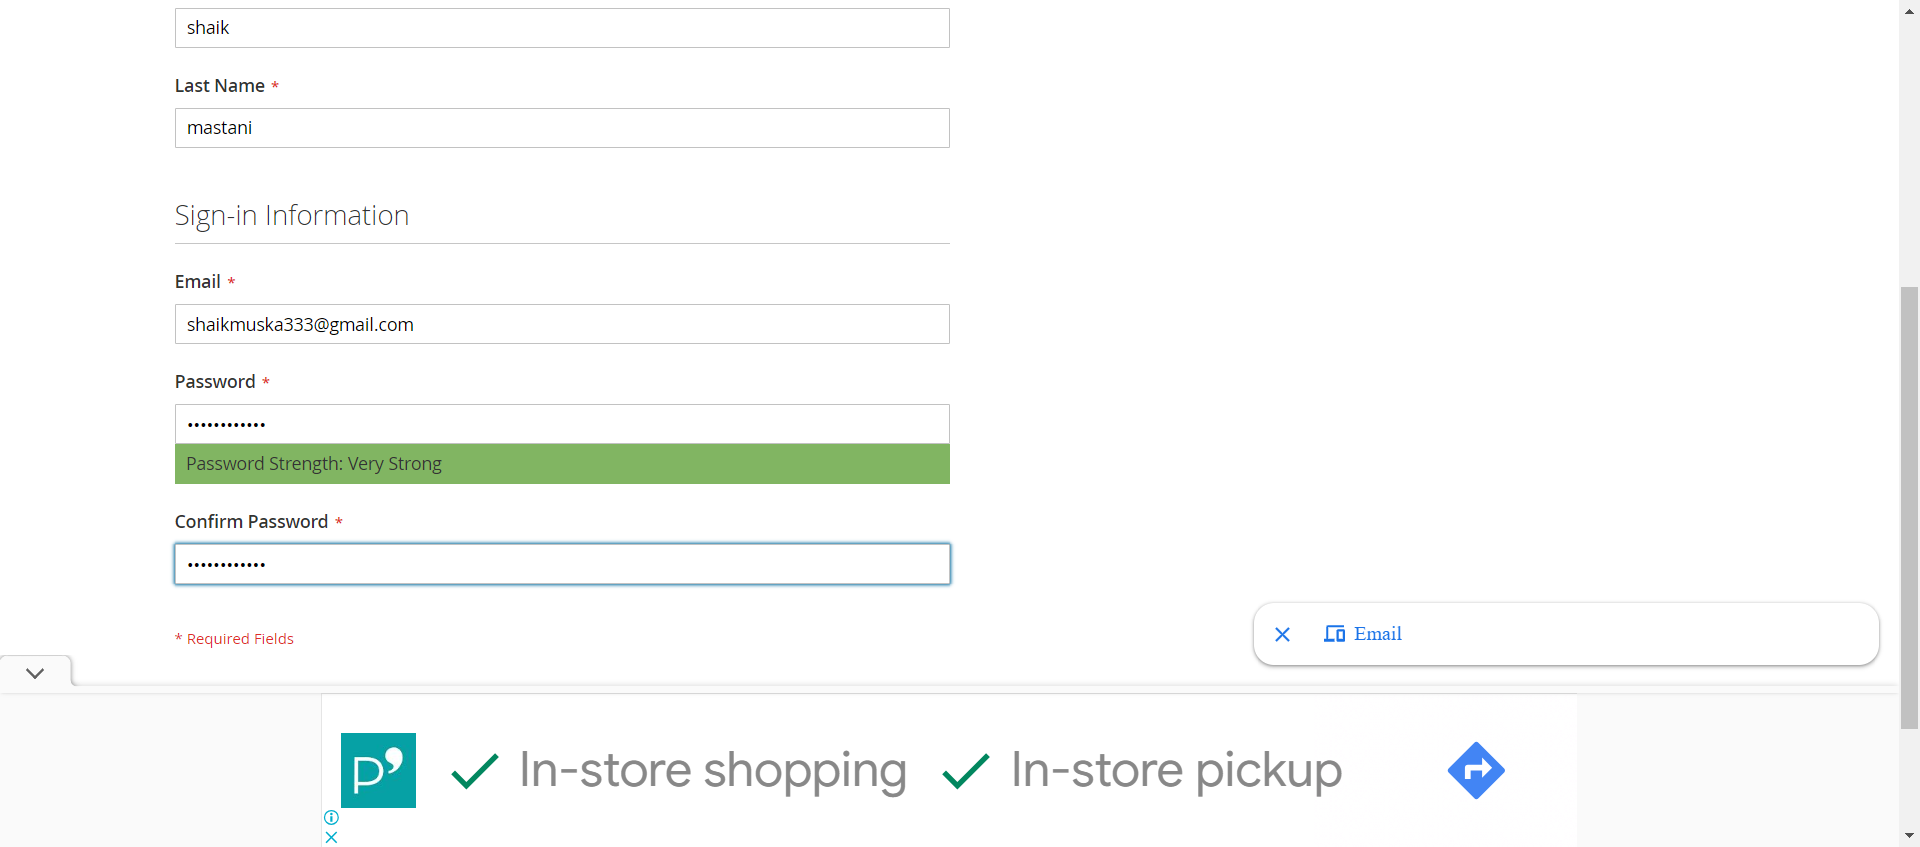 shaik
Last Name *
mastani
Sign-in Information
Email *
shaikmuska333@gmail.com
Password *
••••••••••••
Password Strength: Very Strong
Confirm Password *
••••••••••••
* Required Fields
Email
P’ In-store shopping In-store pickup